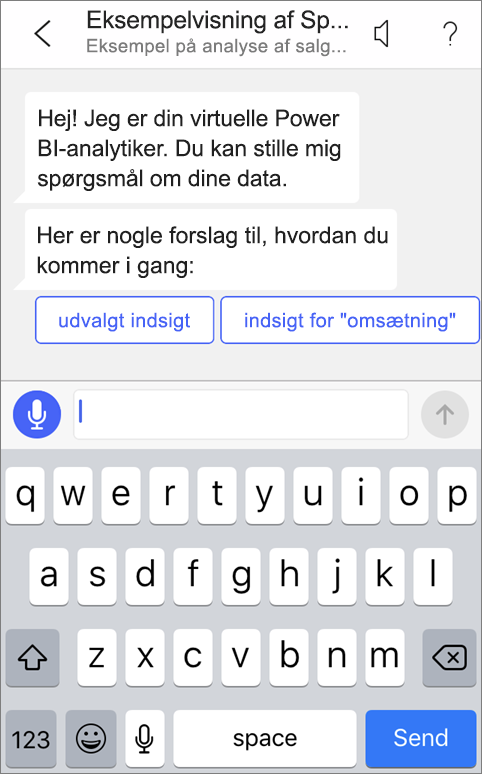 Eksempelvisning af Sp...
Eksempel på analyse af salg...
?
Hej! Jeg er din virtuelle Power
BI-analytiker. Du kan stille mig
spørgsmål om dine data.
Her er nogle forslag til, hvordan du
kommer i gang:
udvalgt indsigt
indsigt for "omsætning"
q w e r t y u i o p
a s d f g h j k l
z x c v b n m
123 space Send